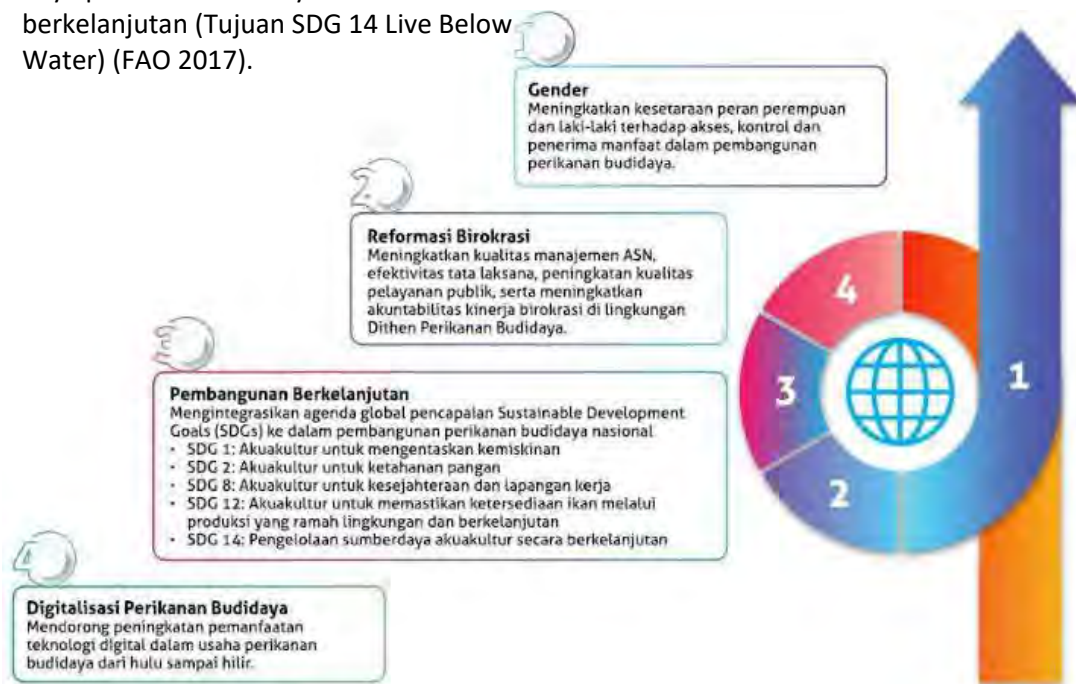 berkelanjutan (Tujuan SDG 14 Live Below
Water) (FAO 2017).
1
Gender
Meningkatkan kesetaraan peran perempuan
dan laki-laki terhadap akses, kontrol dan
penerima manfaat dalam pembangunan
perikanan budidaya.
2
Reformasi Birokrasi
Meningkatkan kualitas manajemen ASN,
efektivitas tata laksana, peningkatan kualitas
pelayanan publik, serta meningkatkan
akuntabilitas kinerja birokrasi di lingkungan
Dithen Perikanan Budidaya.
3
Pembangunan Berkelanjutan
Mengintegrasikan agenda global pencapaian Sustainable Development
Goals (SDGs) ke dalam pembangunan perikanan budidaya nasional
• SDG 1: Akuakultur untuk mengentaskan kemiskinan
• SDG 2: Akuakultur untuk ketahanan pangan
• SDG 8: Akuakultur untuk kesejahteraan dan lapangan kerja
• SDG 12: Akuakultur untuk memastikan ketersediaan ikan melalui
produksi yang ramah lingkungan dan berkelanjutan
• SDG 14: Pengelolaan sumberdaya akuakultur secara berkelanjutan
4
Digitalisasi Perikanan Budidaya
Mendorong peningkatan pemanfaatan
teknologi digital dalam usaha perikanan
budidaya dari hulu sampai hilir.
4
3
1
2